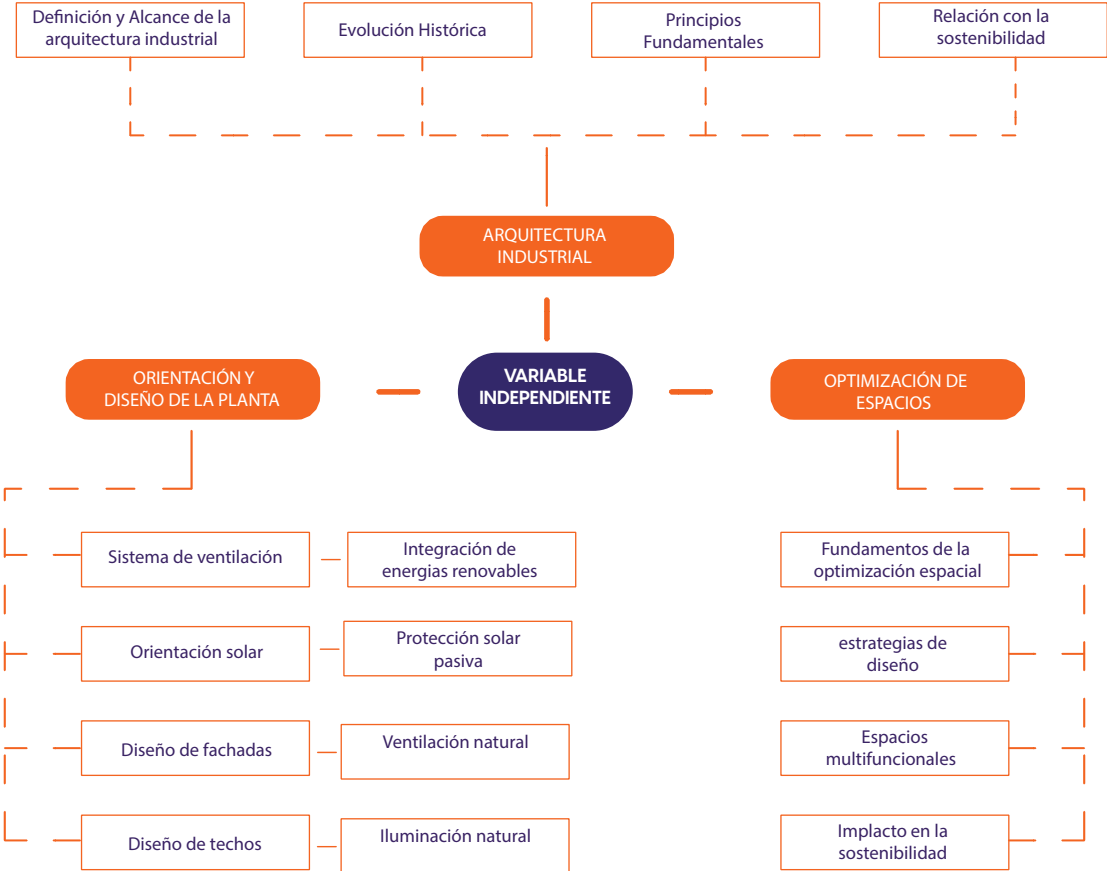 Definición y Alcance de la
arquitectura industrial
Evolución Histórica
Principios
Fundamentales
Relación con la
sostenibilidad
ARQUITECTURA
INDUSTRIAL
ORIENTACIÓN Y
DISEÑO DE LA PLANTA
VARIABLE
INDEPENDIENTE
OPTIMIZACIÓN DE
ESPACIOS
Sistema de ventilación
Integración de
energias renovables
Fundamentos de la
optimización espacial
Orientación solar
Protección solar
pasiva
estrategias de
diseño
Diseño de fachadas
Ventilación natural
Espacios
multifuncionales
Diseño de techos
Iluminación natural
Implacto en la
sostenibilidad